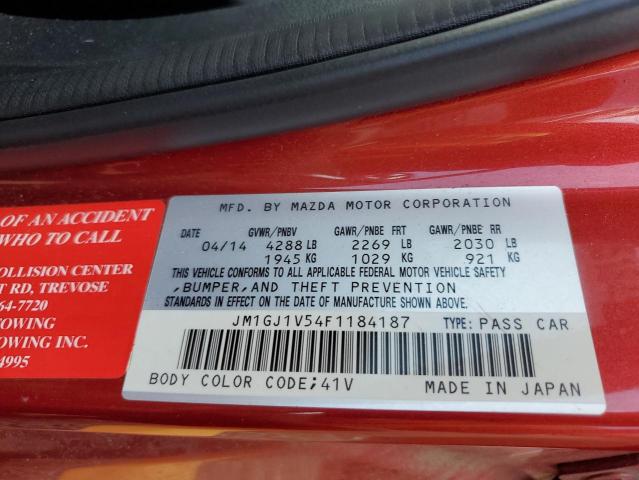 OF AN ACCIDENT
WHO TO CALL
COLLISION CENTER
RD, TREVOSE
64-7720
TOWING
TOWING INC.
4995
MFD. BY MAZDA MOTOR CORPORATION
DATE GVWR/PNBV GAWR/PNBE FRT GAWR/PNBE RR
04/14 4288 LB 2269 LB 2030 LB
1945 KG 1029 KG 921 KG
THIS VEHICLE CONFORMS TO ALL APPLICABLE FEDERAL MOTOR VEHICLE SAFETY
,BUMPER,AND THEFT PREVENTION
STANDARDS IN EFFECT ON THE DATE OF MANUFACTURE SHOWN ABOVE.
JM1GJ1V54F1184187 TYPE: PASS CAR
BODY COLOR CODE;41V MADE IN JAPAN